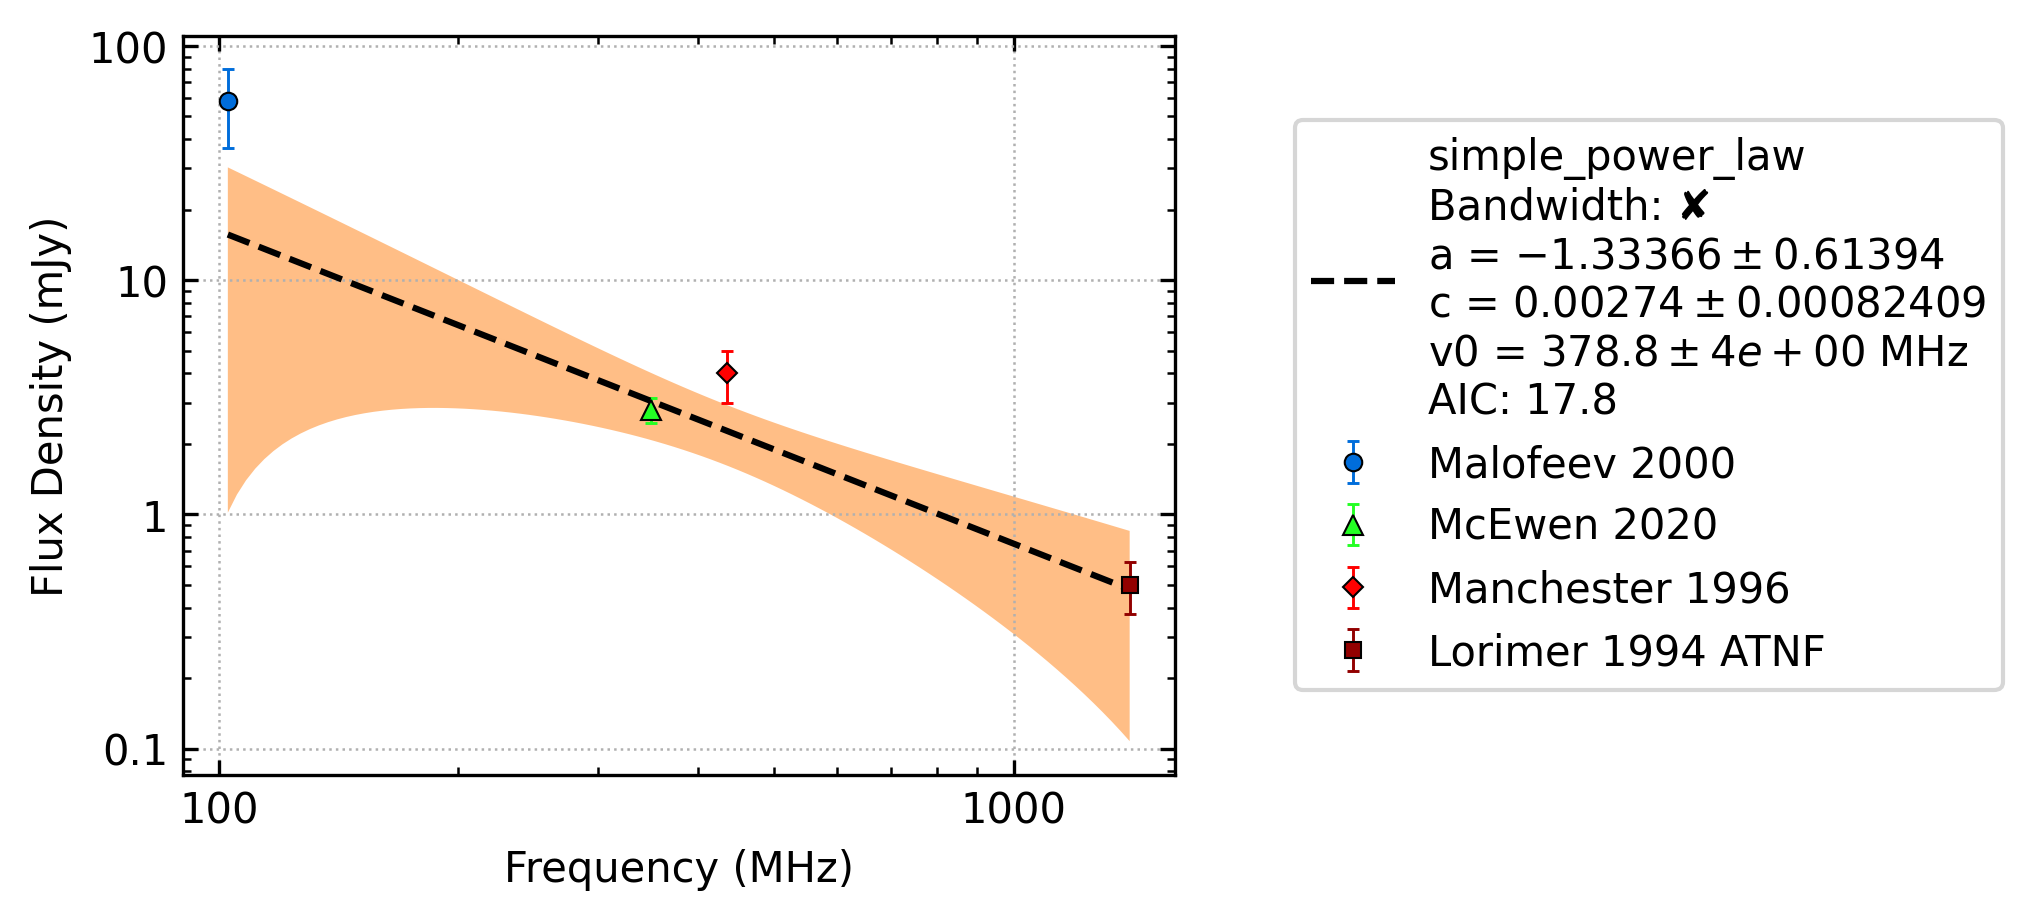 100
10
1
0.1
Flux Density (mJy)
100
1000
Frequency (MHz)
simple_power_law
Bandwidth: ✘
a = −1.33366 ± 0.61394
c = 0.00274 ± 0.00082409
v0 = 378.8 ± 4e + 00 MHz
AIC: 17.8
Malofeev 2000
McEwen 2020
Manchester 1996
Lorimer 1994 ATNF